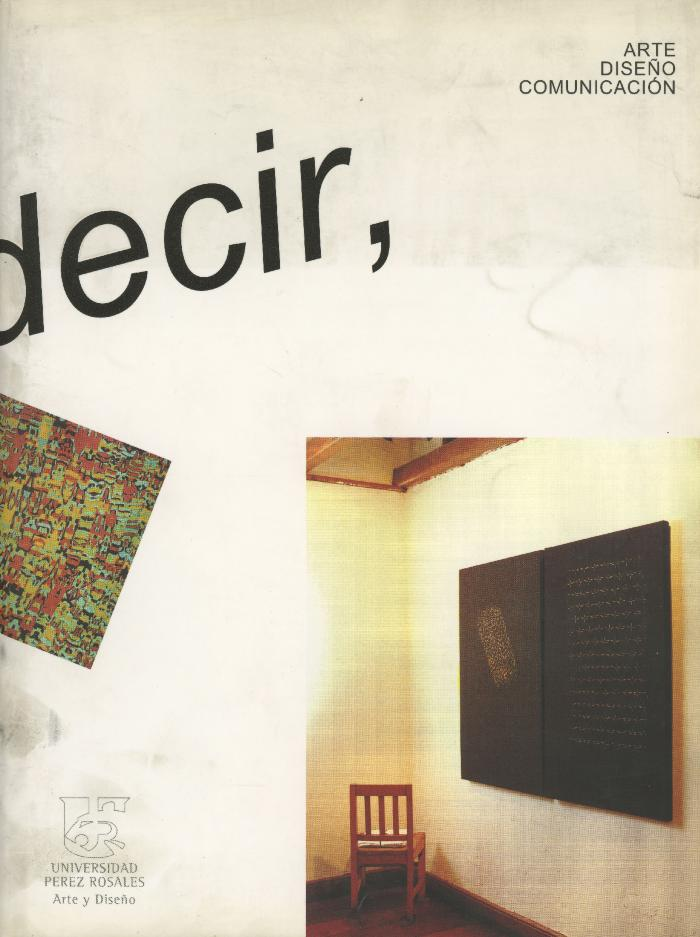 ARTE
DISEÑO
COMUNICACIÓN
decir,
UNIVERSIDAD
PEREZ ROSALES
Arte y Diseño